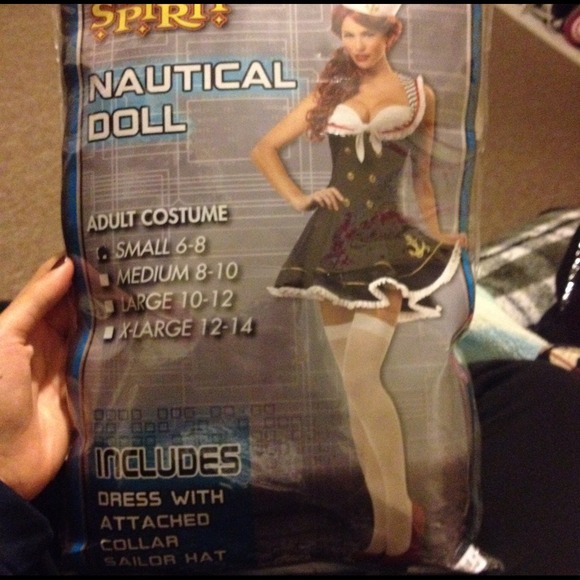 SPIRIT
NAUTICAL
DOLL
ADULT COSTUME
SMALL 6-8
MEDIUM 8-10
LARGE 10-12
X-LARGE 12-14
INCLUDES
DRESS WITH
ATTACHED
COLLAR
SAILOR HAT